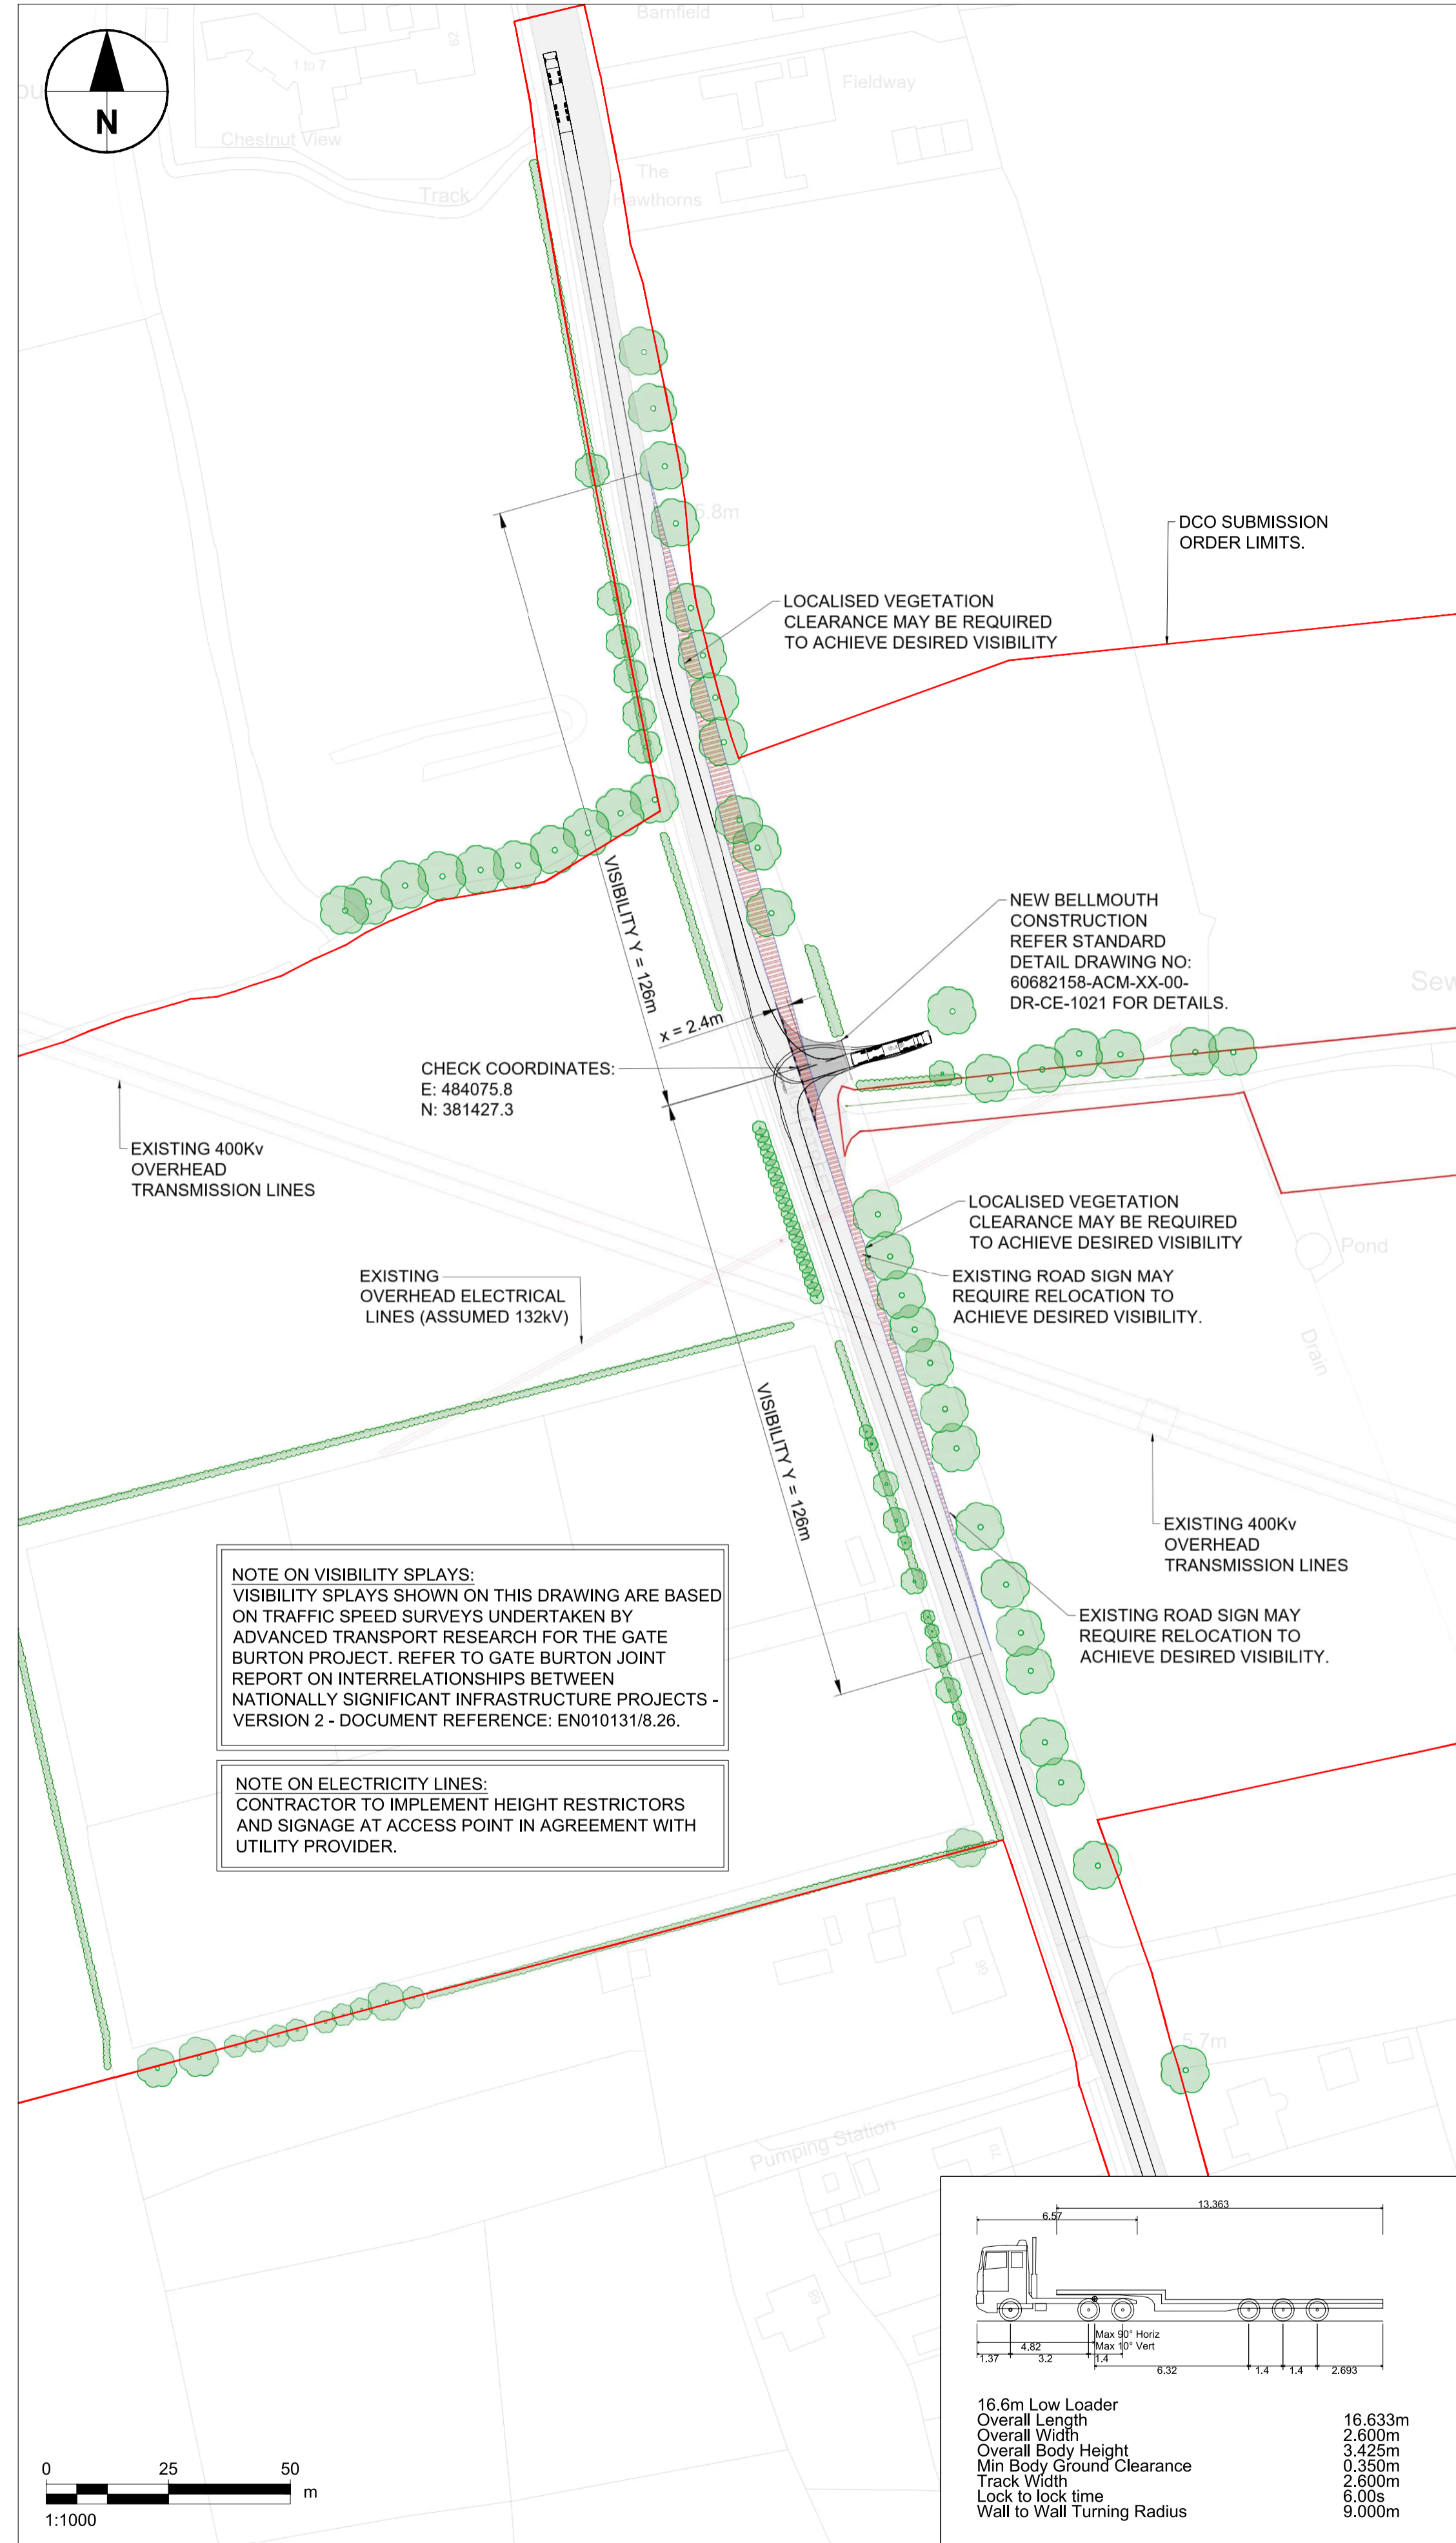 Barnfield
62
1 to 7
Fieldway
N
Chestnut View
The
Hawthorns
Track
5.8m
DCO SUBMISSION
ORDER LIMITS.
LOCALISED VEGETATION
CLEARANCE MAY BE REQUIRED
TO ACHIEVE DESIRED VISIBILITY
VISIBILITY Y = 126m
NEW BELLMOUTH
CONSTRUCTION
REFER STANDARD
DETAIL DRAWING NO:
60682158-ACM-XX-00-
DR-CE-1021 FOR DETAILS.
Sew
x = 2.4m
CHECK COORDINATES:
E: 484075.8
N: 381427.3
EXISTING 400Kv
OVERHEAD
TRANSMISSION LINES
LOCALISED VEGETATION
CLEARANCE MAY BE REQUIRED
TO ACHIEVE DESIRED VISIBILITY
Pond
EXISTING ROAD SIGN MAY
REQUIRE RELOCATION TO
ACHIEVE DESIRED VISIBILITY.
EXISTING
OVERHEAD ELECTRICAL
LINES (ASSUMED 132kV)
Drain
VISIBILITY Y = 126m
EXISTING 400Kv
OVERHEAD
TRANSMISSION LINES
NOTE ON VISIBILITY SPLAYS:
VISIBILITY SPLAYS SHOWN ON THIS DRAWING ARE BASED
ON TRAFFIC SPEED SURVEYS UNDERTAKEN BY
ADVANCED TRANSPORT RESEARCH FOR THE GATE
BURTON PROJECT. REFER TO GATE BURTON JOINT
REPORT ON INTERRELATIONSHIPS BETWEEN
NATIONALLY SIGNIFICANT INFRASTRUCTURE PROJECTS -
VERSION 2 - DOCUMENT REFERENCE: EN010131/8.26.
EXISTING ROAD SIGN MAY
REQUIRE RELOCATION TO
ACHIEVE DESIRED VISIBILITY.
NOTE ON ELECTRICITY LINES:
CONTRACTOR TO IMPLEMENT HEIGHT RESTRICTORS
AND SIGNAGE AT ACCESS POINT IN AGREEMENT WITH
UTILITY PROVIDER.
5.7m
Pumping Station
13.363
6.57
Max 90° Horiz
Max 10° Vert
4.82
1.37 3.2 1.4
6.32 1.4 1.4 2.693
16.6m Low Loader
Overall Length 16.633m
Overall Width 2.600m
Overall Body Height 3.425m
Min Body Ground Clearance 0.350m
Track Width 2.600m
Lock to lock time 6.00s
Wall to Wall Turning Radius 9.000m
0 25 50
m
1:1000